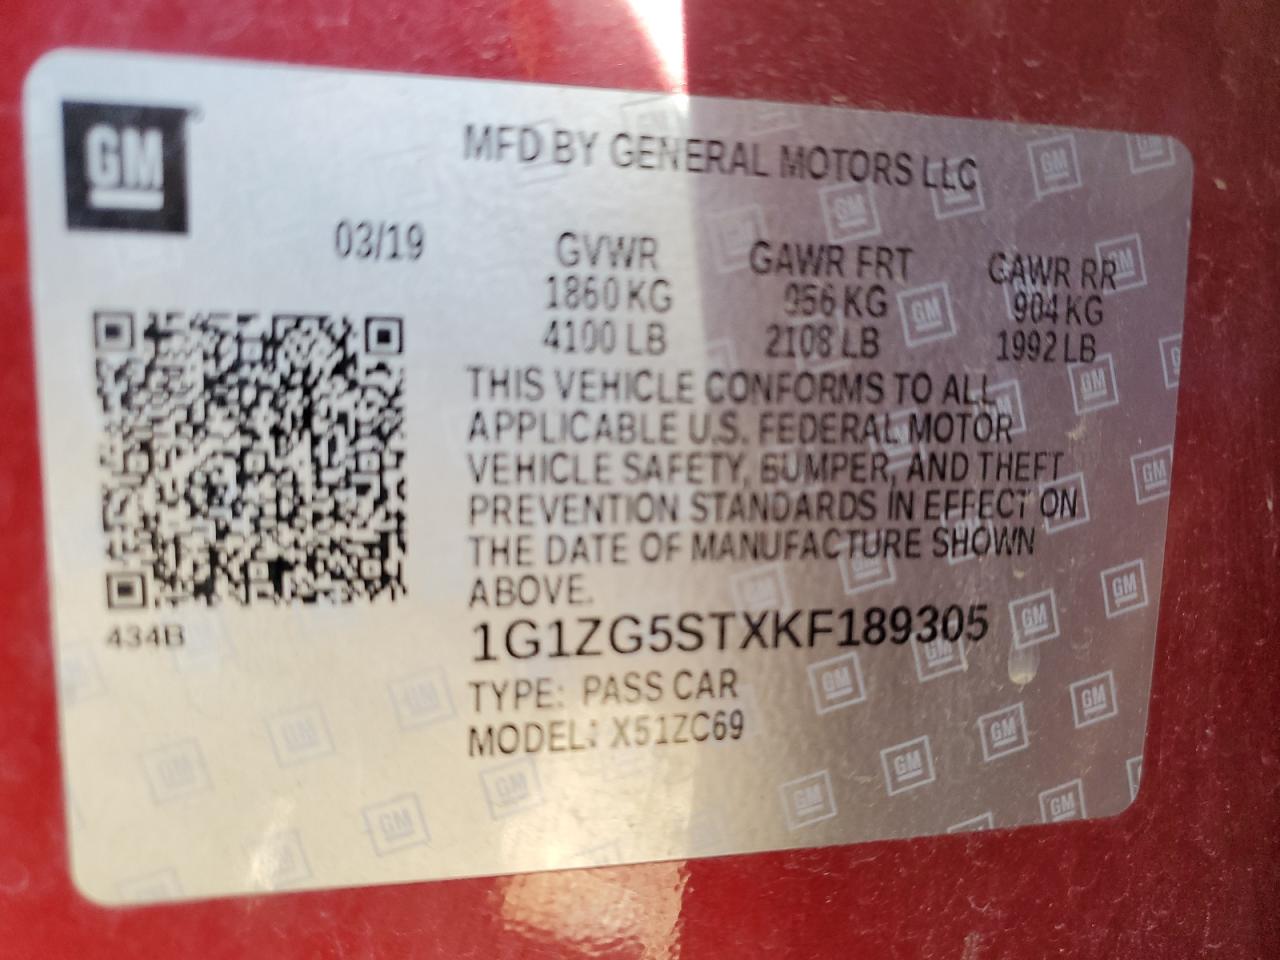 GM
MFD BY GENERAL MOTORS LLC
03/19
GVWR GAWR FRT GAWR RR
1860 KG 956 KG 904 KG
4100 LB 2108 LB 1992 LB
THIS VEHICLE CONFORMS TO ALL
APPLICABLE U.S. FEDERAL MOTOR
VEHICLE SAFETY, BUMPER, AND THEFT
PREVENTION STANDARDS IN EFFECT ON
THE DATE OF MANUFACTURE SHOWN
ABOVE.
434B
1G1ZG5STXKF189305
TYPE: PASS CAR
MODEL: X51ZC69